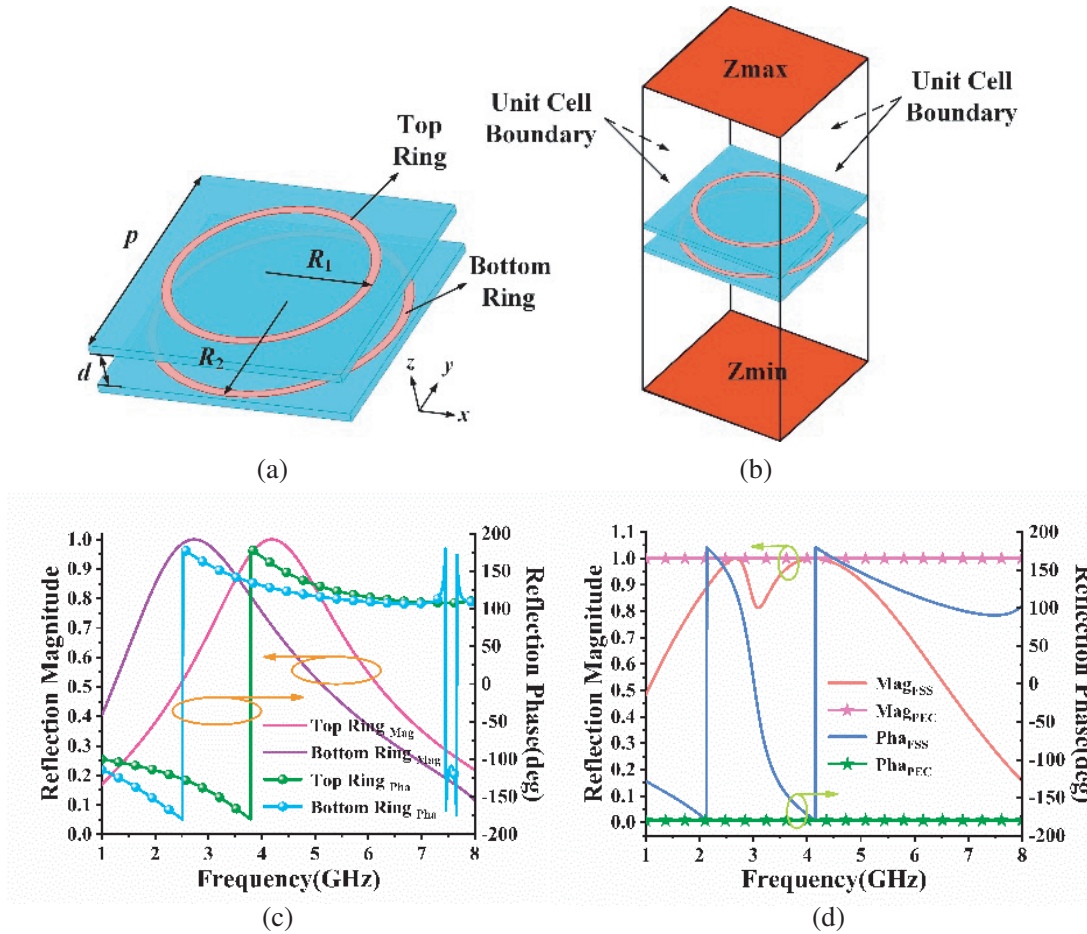 Top
Ring
p
R1
Bottom
Ring
R2
d
z
y
x
(a)
Zmax
Unit Cell
Boundary
Unit Cell
Boundary
Zmin
(b)
1.0
0.9
0.8
0.7
0.6
0.5
0.4
0.3
0.2
0.1
0.0
Reflection Magnitude
200
150
100
50
0
-50
-100
-150
-200
Reflection Phase(deg)
Top Ring Mag
Bottom Ring Mag
Top Ring Pha
Bottom Ring Pha
1 2 3 4 5 6 7 8
Frequency(GHz)
(c)
1.1
1.0
0.9
0.8
0.7
0.6
0.5
0.4
0.3
0.2
0.1
0.0
Reflection Magnitude
200
150
100
50
0
-50
-100
-150
-200
Reflection Phase(deg)
MagFSS
MagPEC
PhaFSS
PhaPEC
1 2 3 4 5 6 7 8
Frequency(GHz)
(d)